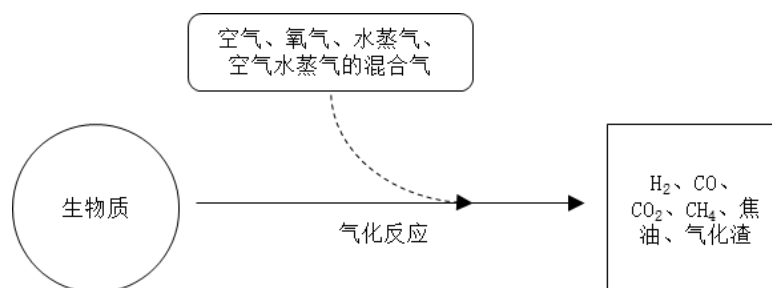 空气、氧气、水蒸气、
空气水蒸气的混合气
生物质
气化反应
H₂、CO、
CO₂、CH₄、焦
油、气化渣